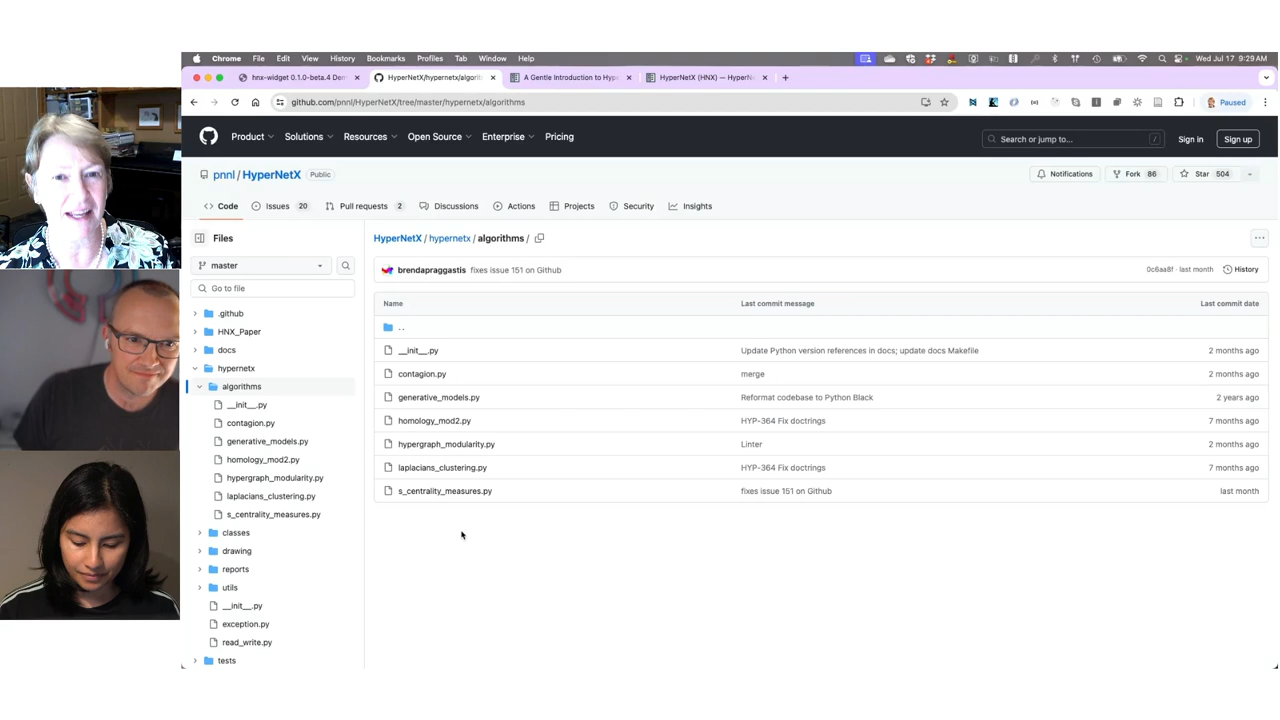 Chrome File Edit View History Bookmarks Profiles Tab Window Help Wed Jul 17 9:29 AM
hnx-widget 0.1.0-beta.4 Dem HyperNetX/hypernetx/algorith A Gentle Introduction to Hype HyperNetX (HNX) — HyperNe
github.com/pnnl/HyperNetX/tree/master/hypernetx/algorithms Paused
Product Solutions Resources Open Source Enterprise Pricing Search or jump to... / Sign in Sign up
pnnl / HyperNetX Public Notifications Fork 86 Star 504
Code Issues 20 Pull requests 2 Discussions Actions Projects Security Insights
Files
master
Go to file
.github
HNX_Paper
docs
hypernetx
algorithms
__init__.py
contagion.py
generative_models.py
homology_mod2.py
hypergraph_modularity.py
laplacians_clustering.py
s_centrality_measures.py
classes
drawing
reports
utils
__init__.py
exception.py
read_write.py
tests
HyperNetX / hypernetx / algorithms /
brendapraggastis fixes issue 151 on Github 0c6aa8f · last month History
Name Last commit message Last commit date
..
__init__.py Update Python version references in docs; update docs Makefile 2 months ago
contagion.py merge 2 months ago
generative_models.py Reformat codebase to Python Black 2 years ago
homology_mod2.py HYP-364 Fix doctrings 7 months ago
hypergraph_modularity.py Linter 2 months ago
laplacians_clustering.py HYP-364 Fix doctrings 7 months ago
s_centrality_measures.py fixes issue 151 on Github last month